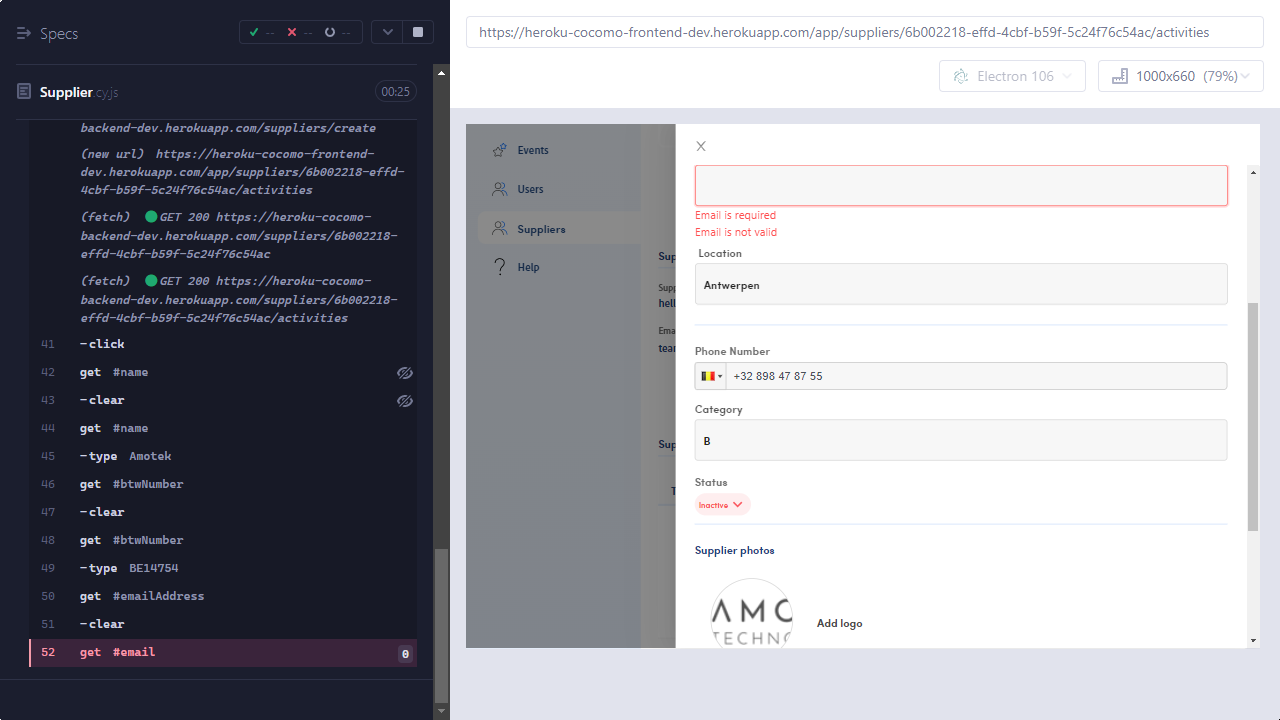 Specs
-- -- --
Supplier.cy.js
00:25
backend-dev.herokuapp.com/suppliers/create
(new url) https://heroku-cocomo-frontend-
dev.herokuapp.com/app/suppliers/6b002218-effd-
4cbf-b59f-5c24f76c54ac/activities
(fetch) GET 200 https://heroku-cocomo-
backend-dev.herokuapp.com/suppliers/6b002218-
effd-4cbf-b59f-5c24f76c54ac
(fetch) GET 200 https://heroku-cocomo-
backend-dev.herokuapp.com/suppliers/6b002218-
effd-4cbf-b59f-5c24f76c54ac/activities
41 -click
42 get #name
43 -clear
44 get #name
45 -type Amotek
46 get #btwNumber
47 -clear
48 get #btwNumber
49 -type BE14754
50 get #emailAddress
51 -clear
52 get #email 0
https://heroku-cocomo-frontend-dev.herokuapp.com/app/suppliers/6b002218-effd-4cbf-b59f-5c24f76c54ac/activities
Electron 106
1000x660 (79%)
Events
Users
Suppliers
Help
Sup
Supp
hell
Ema
tear
Sup
T
X
Email is required
Email is not valid
Location
Antwerpen
Phone Number
+32 898 47 87 55
Category
B
Status
Inactive
Supplier photos
AMC
TECHNO
Add logo